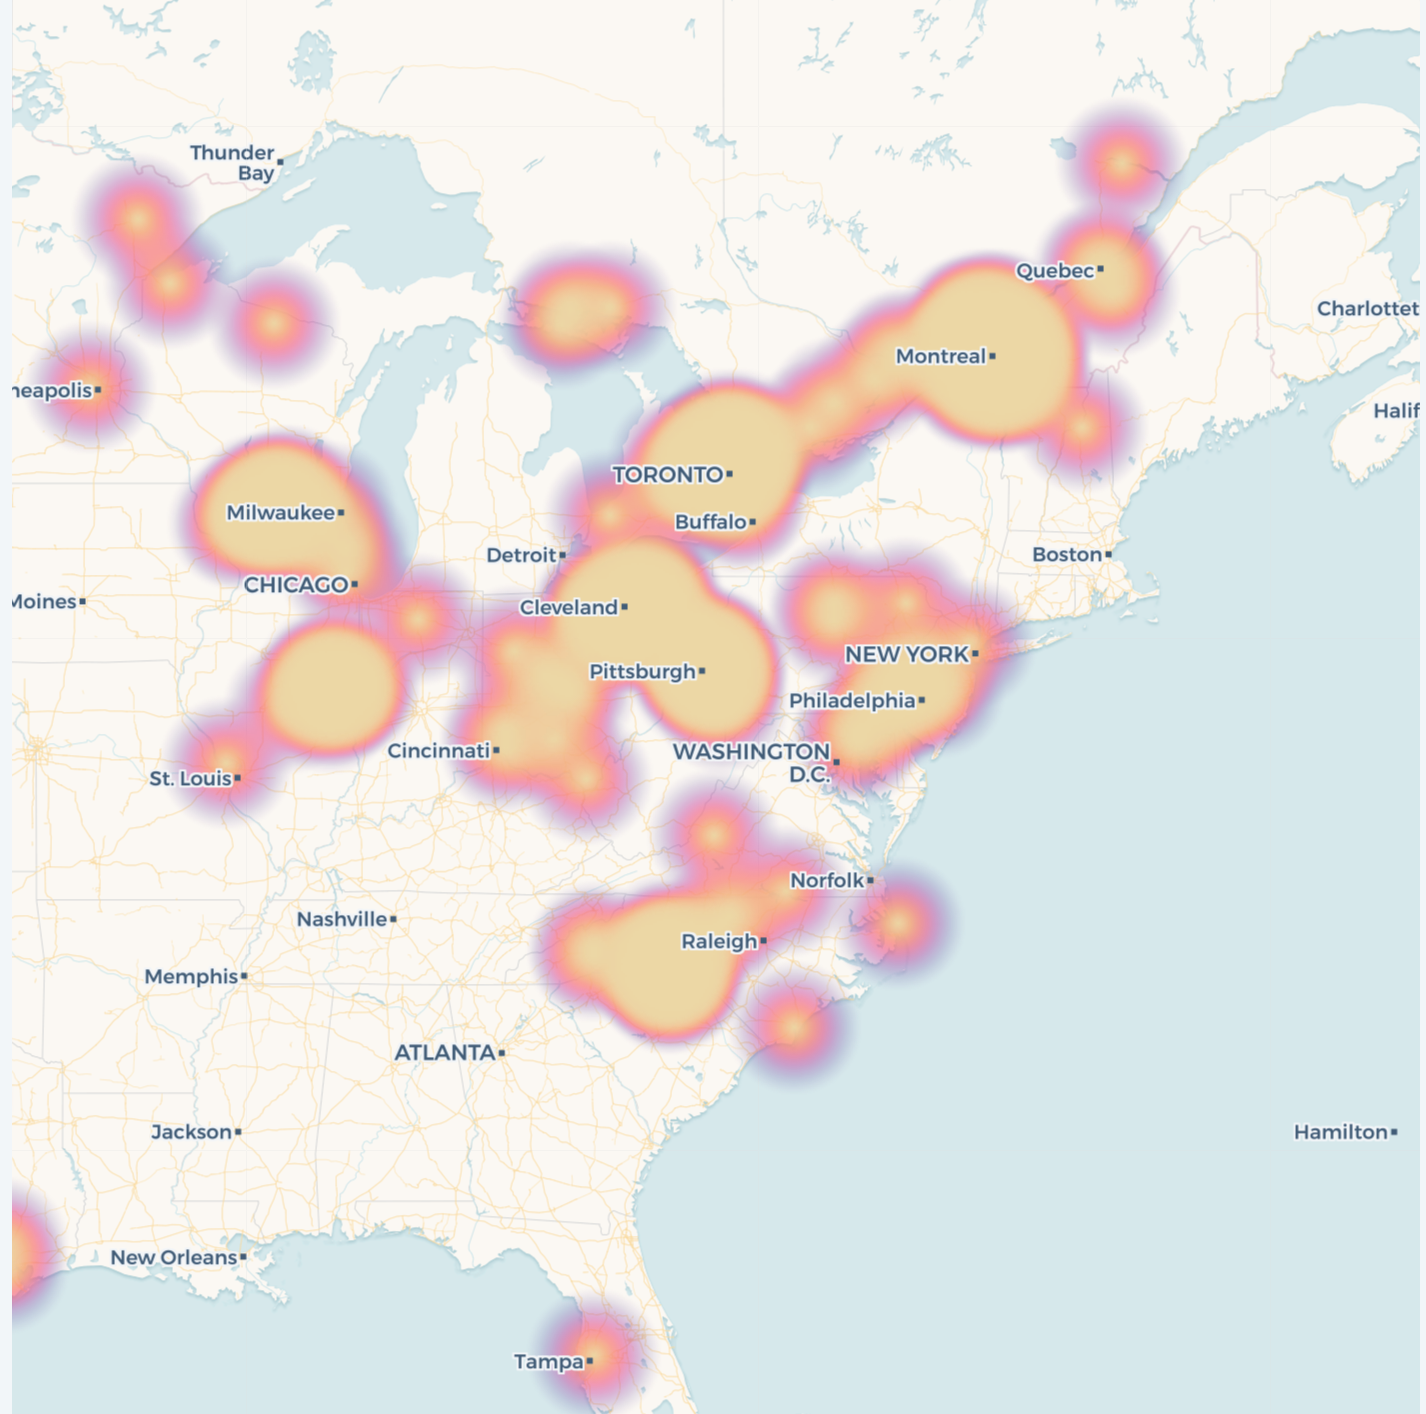 Thunder
Bay
Quebec
Charlottet
Montreal
neapolis
Halif
TORONTO
Milwaukee
Buffalo
Detroit
Boston
CHICAGO
Moines
Cleveland
NEW YORK
Pittsburgh
Philadelphia
Cincinnati
WASHINGTON
D.C.
St. Louis
Norfolk
Nashville
Raleigh
Memphis
ATLANTA
Jackson
Hamilton
New Orleans
Tampa